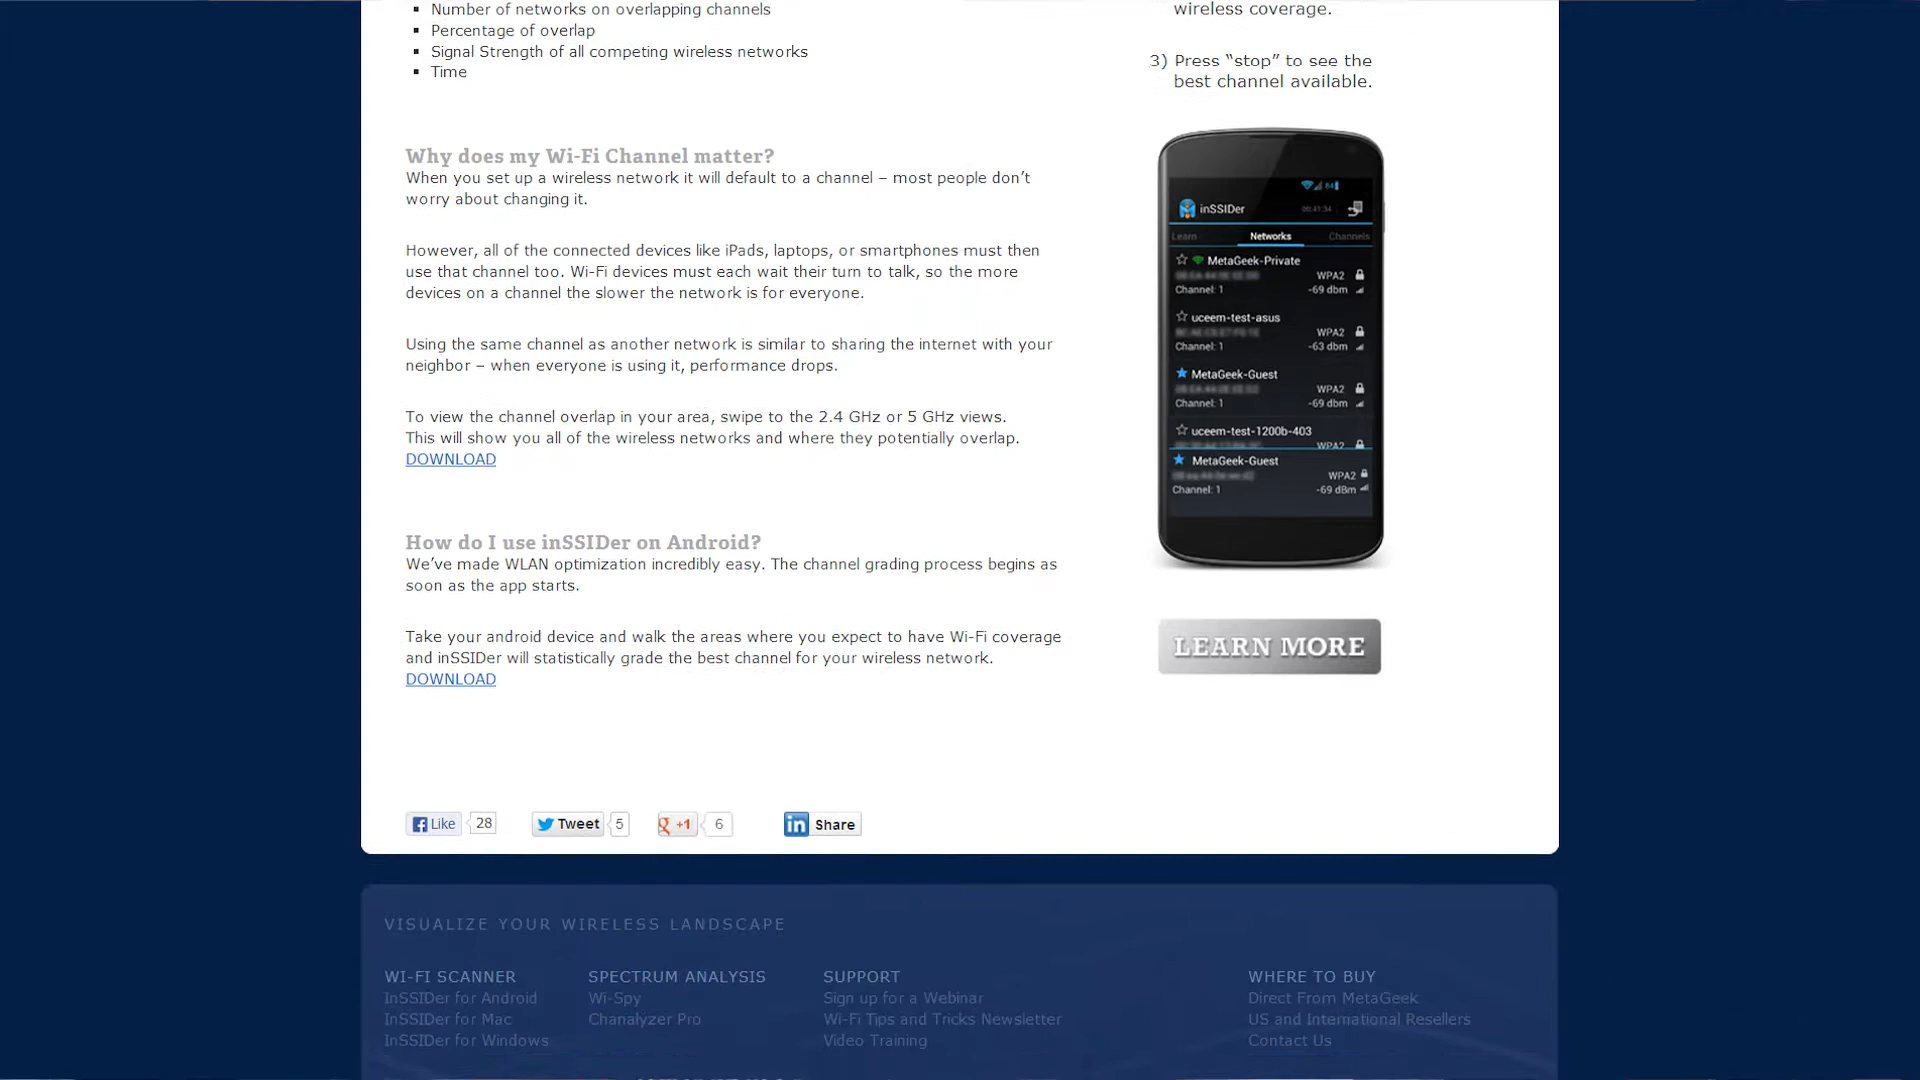 Number of networks on overlapping channels
Percentage of overlap
Signal Strength of all competing wireless networks
Time
Why does my Wi-Fi Channel matter?
When you set up a wireless network it will default to a channel – most people don’t
worry about changing it.
However, all of the connected devices like iPads, laptops, or smartphones must then
use that channel too. Wi-Fi devices must each wait their turn to talk, so the more
devices on a channel the slower the network is for everyone.
Using the same channel as another network is similar to sharing the internet with your
neighbor – when everyone is using it, performance drops.
To view the channel overlap in your area, swipe to the 2.4 GHz or 5 GHz views.
This will show you all of the wireless networks and where they potentially overlap.
DOWNLOAD
How do I use inSSIDer on Android?
We’ve made WLAN optimization incredibly easy. The channel grading process begins as
soon as the app starts.
Take your android device and walk the areas where you expect to have Wi-Fi coverage
and inSSIDer will statistically grade the best channel for your wireless network.
DOWNLOAD
wireless coverage.
3) Press “stop” to see the
best channel available.
84
inSSIDer 00:41:34
Learn Networks Channels
MetaGeek-Private
WPA2
Channel: 1 -69 dbm
uceem-test-asus
WPA2
Channel: 1 -63 dbm
MetaGeek-Guest
WPA2
Channel: 1 -69 dbm
uceem-test-1200b-403
WPA2
MetaGeek-Guest
WPA2
Channel: 1 -69 dBm
LEARN MORE
Like 28 Tweet 5 +1 6 in Share
VISUALIZE YOUR WIRELESS LANDSCAPE
WI-FI SCANNER
InSSIDer for Android
InSSIDer for Mac
InSSIDer for Windows
SPECTRUM ANALYSIS
Wi-Spy
Chanalyzer Pro
SUPPORT
Sign up for a Webinar
Wi-Fi Tips and Tricks Newsletter
Video Training
WHERE TO BUY
Direct From MetaGeek
US and International Resellers
Contact Us